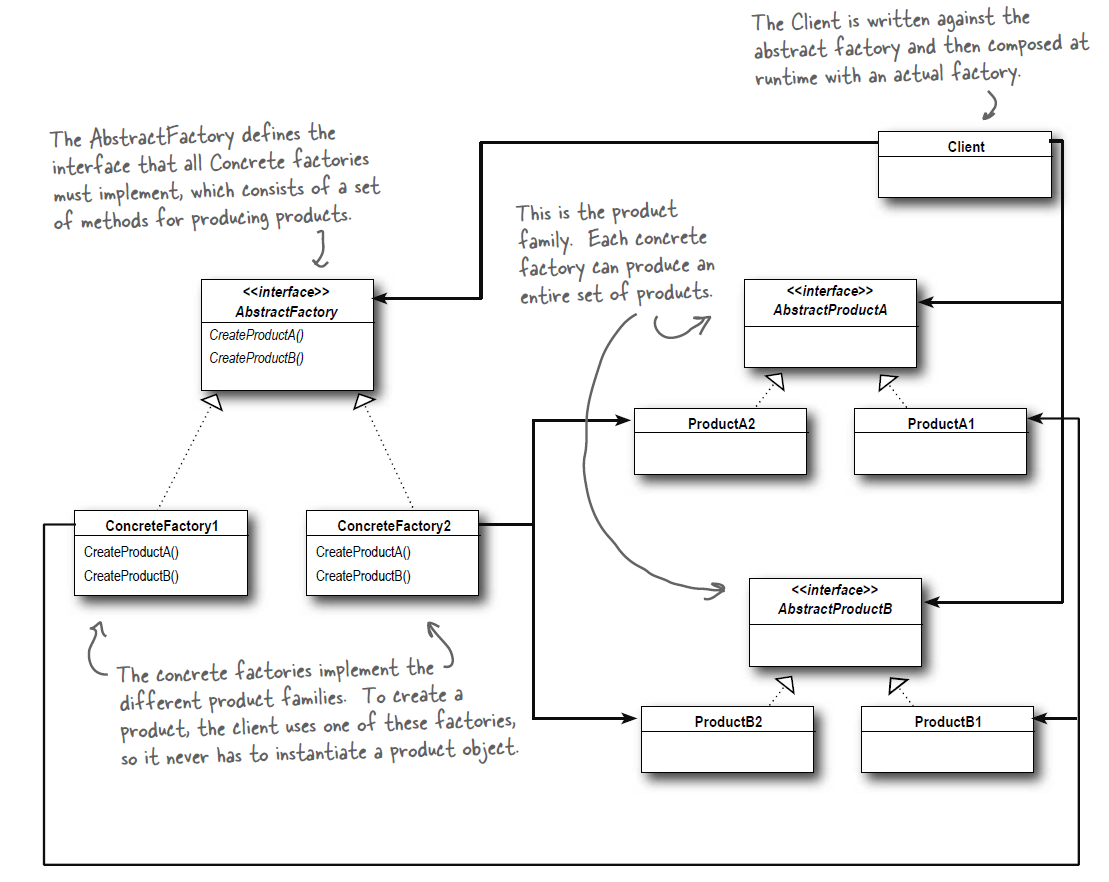 The Client is written against the
abstract factory and then composed at
runtime with an actual factory.
The AbstractFactory defines the
interface that all Concrete factories
must implement, which consists of a set
of methods for producing products.
Client
This is the product
family. Each concrete
factory can produce an
entire set of products.
<<interface>>
AbstractFactory
CreateProductA()
CreateProductB()
<<interface>>
AbstractProductA
ProductA2
ProductA1
ConcreteFactory1
CreateProductA()
CreateProductB()
ConcreteFactory2
CreateProductA()
CreateProductB()
<<interface>>
AbstractProductB
ProductB2
ProductB1
The concrete factories implement the
different product families. To create a
product, the client uses one of these factories,
so it never has to instantiate a product object.